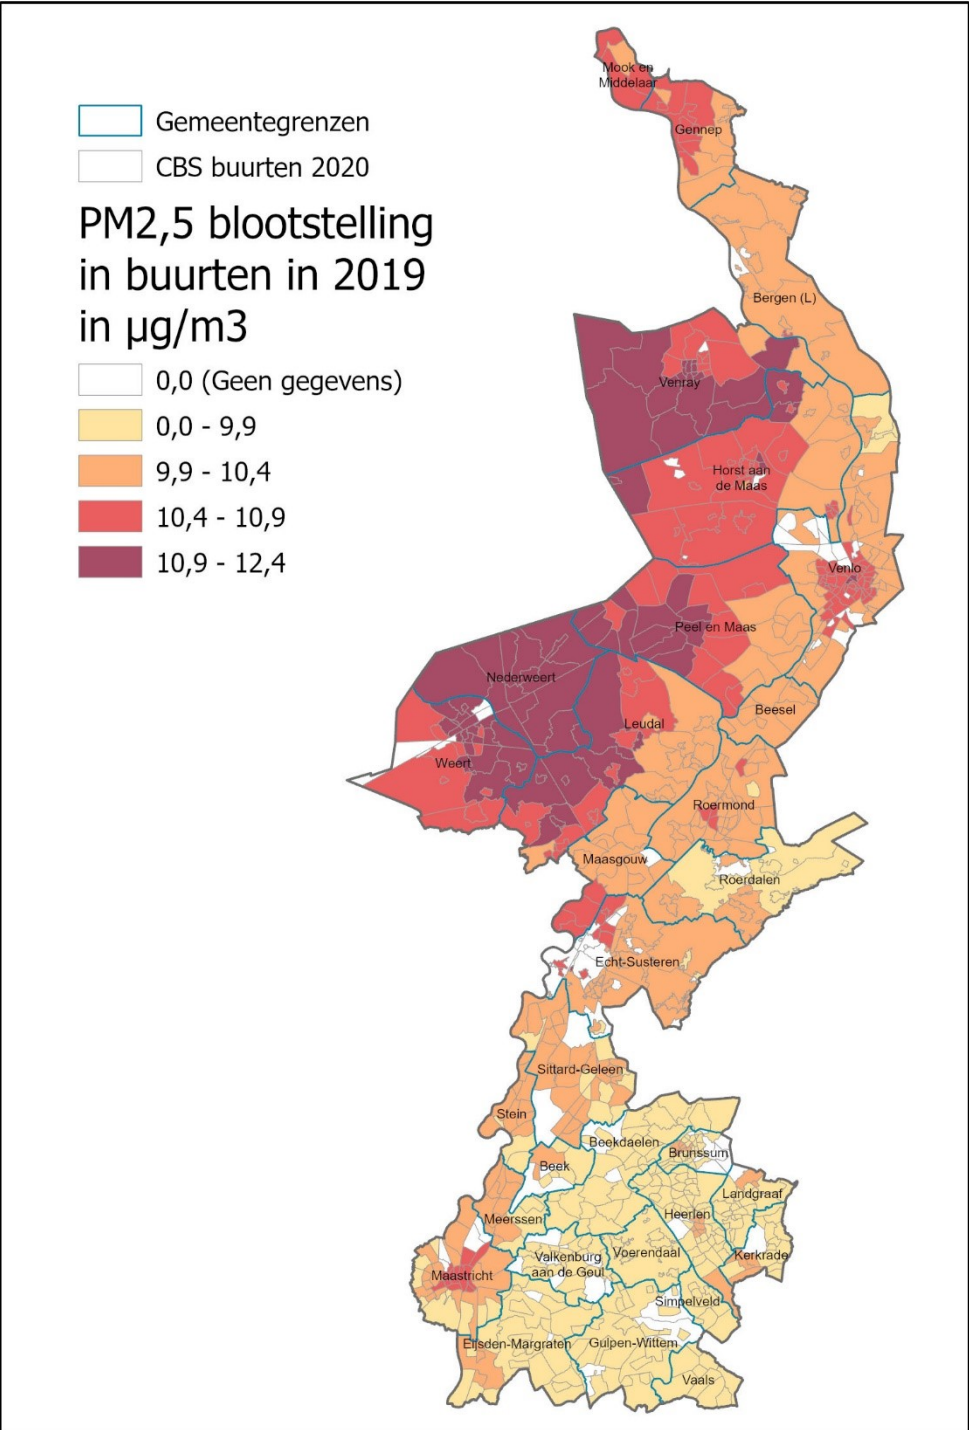 Gemeentegrenzen
CBS buurten 2020
PM2,5 blootstelling
in buurten in 2019
in µg/m3
0,0 (Geen gegevens)
0,0 - 9,9
9,9 - 10,4
10,4 - 10,9
10,9 - 12,4
Mook en
Middelaar
Gennep
Bergen (L)
Venray
Horst aan
de Maas
Venlo
Peel en Maas
Nederweert
Beesel
Leudal
Weert
Roermond
Maasgouw
Roerdalen
Echt-Susteren
Sittard-Geleen
Stein
Beekdaelen
Brunssum
Beek
Landgraaf
Meerssen
Heerlen
Voerendaal
Kerkrade
Valkenburg
aan de Geul
Maastricht
Simpelveld
Eijsden-Margraten
Gulpen-Wittem
Vaals